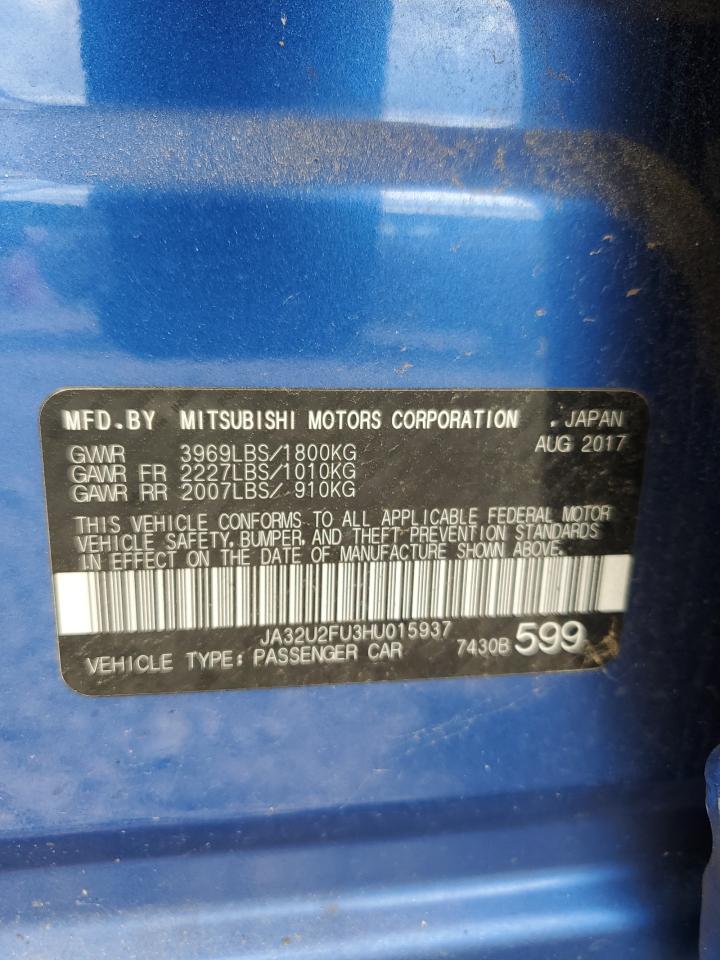 MFD.BY MITSUBISHI MOTORS CORPORATION , JAPAN
GVWR 3969LBS/1800KG AUG 2017
GAWR FR 2227LBS/1010KG
GAWR RR 2007LBS/ 910KG
THIS VEHICLE CONFORMS TO ALL APPLICABLE FEDERAL MOTOR
VEHICLE SAFETY, BUMPER, AND THEFT PREVENTION STANDARDS
IN EFFECT ON THE DATE OF MANUFACTURE SHOWN ABOVE.
JA32U2FU3HU015937
VEHICLE TYPE: PASSENGER CAR 7430B 599